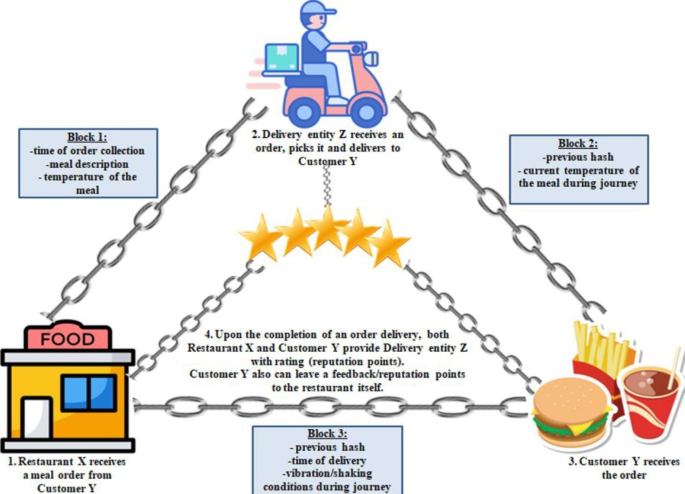 2. Delivery entity Z receives an
order, picks it and delivers to
Customer Y
Block 1:
-time of order collection
-meal description
- temperature of the
meal
Block 2:
-previous hash
- current temperature of
the meal during journey
FOOD
4. Upon the completion of an order delivery, both
Restaurant X and Customer Y provide Delivery entity Z
with rating (reputation points).
Customer Y also can leave a feedback/reputation points
to the restaurant itself.
1. Restaurant X receives
a meal order from
Customer Y
Block 3:
- previous hash
-time of delivery
-vibration/shaking
conditions during journey
3. Customer Y receives
the order